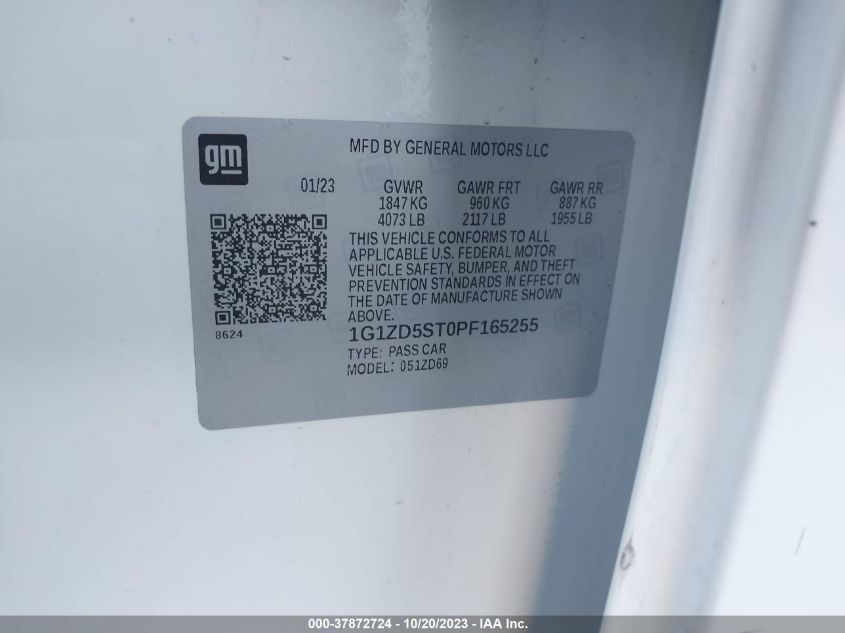 gm
MFD BY GENERAL MOTORS LLC
01/23 GVWR GAWR FRT GAWR RR
1847 KG 960 KG 887 KG
4073 LB 2117 LB 1955 LB
THIS VEHICLE CONFORMS TO ALL
APPLICABLE U.S. FEDERAL MOTOR
VEHICLE SAFETY, BUMPER, AND THEFT
PREVENTION STANDARDS IN EFFECT ON
THE DATE OF MANUFACTURE SHOWN
ABOVE.
8624
1G1ZD5ST0PF165255
TYPE: PASS CAR
MODEL: 051ZD69
000-37872724 - 10/20/2023 - IAA Inc.